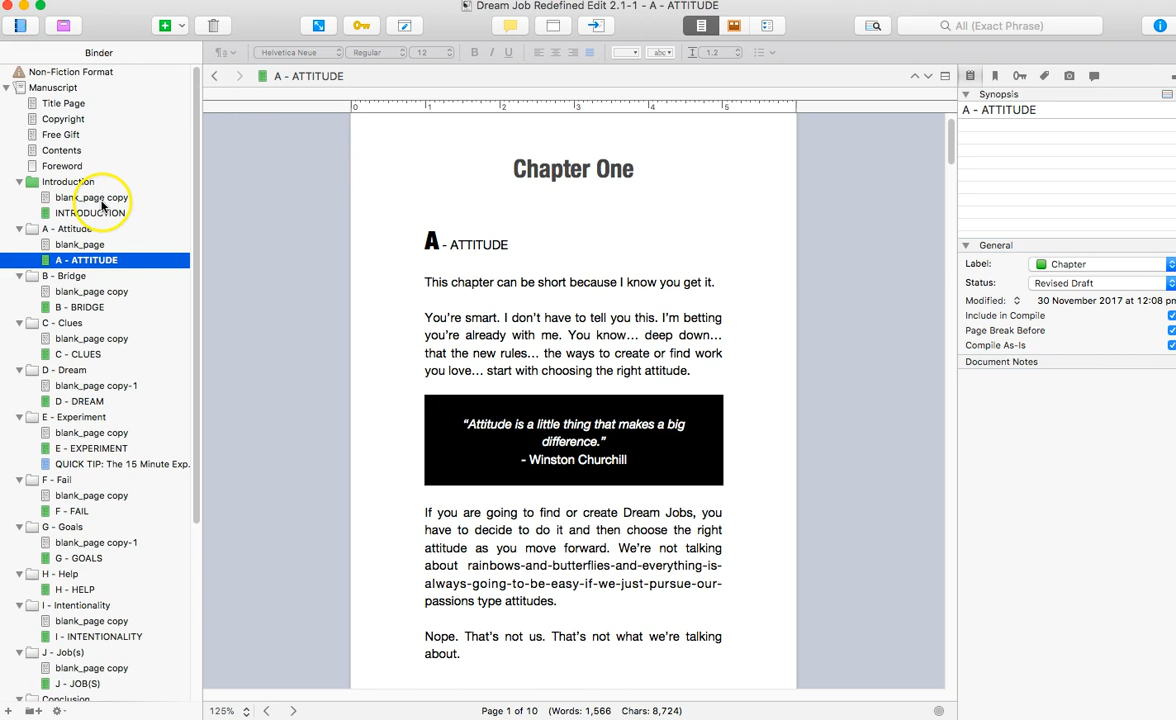 Dream Job Redefined Edit 2.1-1 - A - ATTITUDE
All (Exact Phrase)
Binder
Helvetica Neue
Regular
12
B I U
abc
1.2
Non-Fiction Format
Manuscript
Title Page
Copyright
Free Gift
Contents
Foreword
Introduction
blank_page copy
INTRODUCTION
A - Attitude
blank_page
A - ATTITUDE
B - Bridge
blank_page copy
B - BRIDGE
C - Clues
blank_page copy
C - CLUES
D - Dream
blank_page copy-1
D - DREAM
E - Experiment
blank_page copy
E - EXPERIMENT
QUICK TIP: The 15 Minute Exp.
F - Fail
blank_page copy
F - FAIL
G - Goals
blank_page copy-1
G - GOALS
H - Help
H - HELP
I - Intentionality
blank_page copy
I - INTENTIONALITY
J - Job(s)
blank_page copy
J - JOB(S)
Conclusion
A - ATTITUDE
0 1 2 3 4 5
Chapter One
A - ATTITUDE
This chapter can be short because I know you get it.
You're smart. I don't have to tell you this. I'm betting
you're already with me. You know… deep down…
that the new rules… the ways to create or find work
you love… start with choosing the right attitude.
“Attitude is a little thing that makes a big
difference.”
- Winston Churchill
If you are going to find or create Dream Jobs, you
have to decide to do it and then choose the right
attitude as you move forward. We're not talking
about rainbows-and-butterflies-and-everything-is-
always-going-to-be-easy-if-we-just-pursue-our-
passions type attitudes.
Nope. That's not us. That's not what we're talking
about.
125%
Page 1 of 10 (Words: 1,566 Chars: 8,724)
Synopsis
A - ATTITUDE
General
Label: Chapter
Status: Revised Draft
Modified: 30 November 2017 at 12:08 pm
Include in Compile
Page Break Before
Compile As-Is
Document Notes